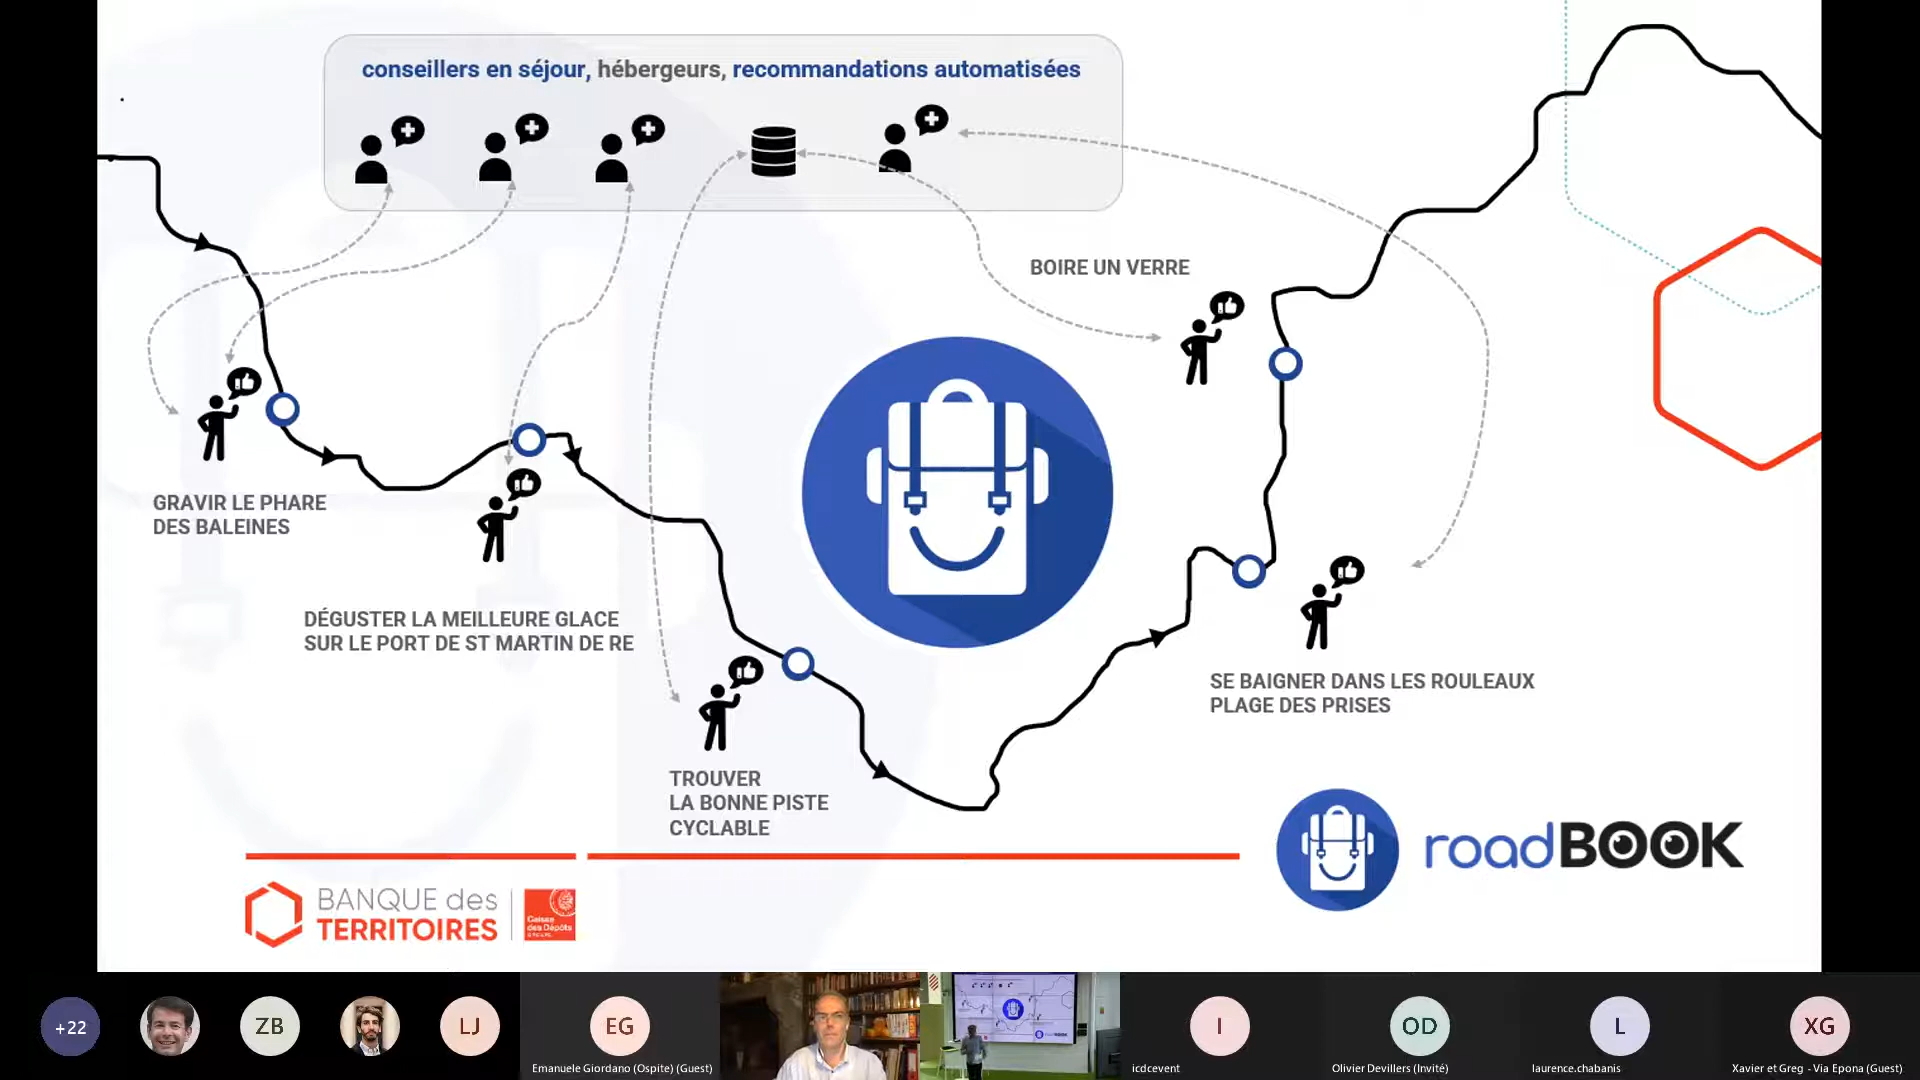 conseillers en séjour, hébergeurs, recommandations automatisées
BOIRE UN VERRE
GRAVIR LE PHARE
DES BALEINES
DÉGUSTER LA MEILLEURE GLACE
SUR LE PORT DE ST MARTIN DE RE
TROUVER
LA BONNE PISTE
CYCLABLE
SE BAIGNER DANS LES ROULEAUX
PLAGE DES PRISES
roadBOOK
BANQUE des
TERRITOIRES
Caisse
des Dépôts
+22
ZB
LJ
EG
I
OD
L
XG
Emanuele Giordano (Ospite) (Guest)
icdcevent
Olivier Devillers (Invité)
laurence.chabanis
Xavier et Greg - Via Epona (Guest)